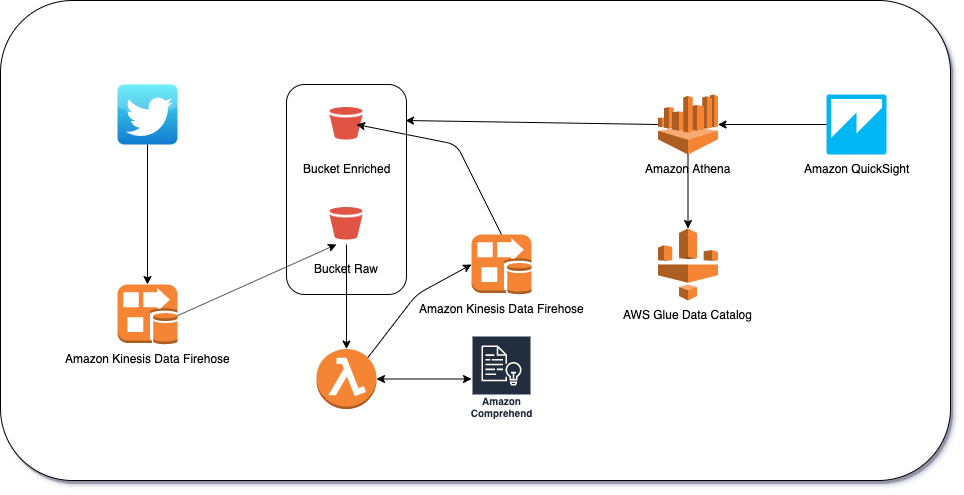 Bucket Enriched
Amazon Athena
Amazon QuickSight
Bucket Raw
Amazon Kinesis Data Firehose
AWS Glue Data Catalog
Amazon Kinesis Data Firehose
Amazon
Comprehend